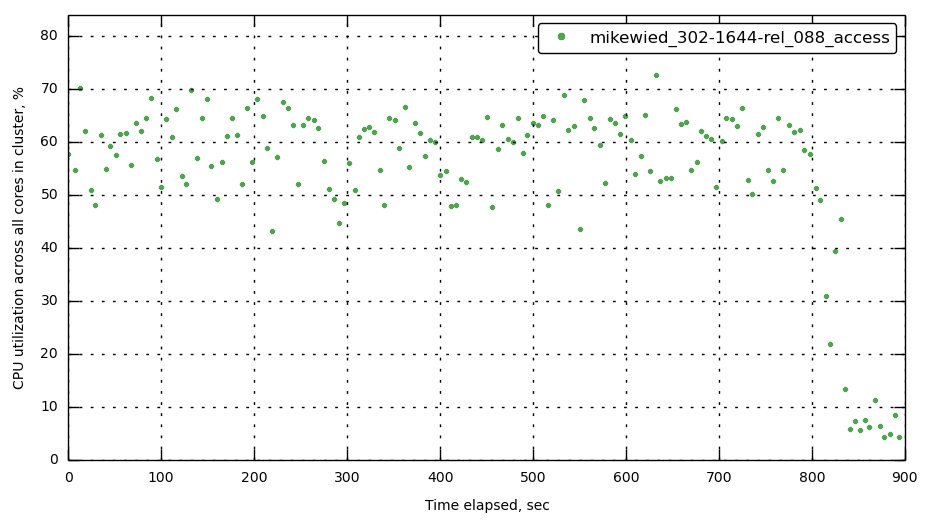 mikewied_302-1644-rel_088_access
CPU utilization across all cores in cluster, %
80
70
60
50
40
30
20
10
0
0 100 200 300 400 500 600 700 800 900
Time elapsed, sec